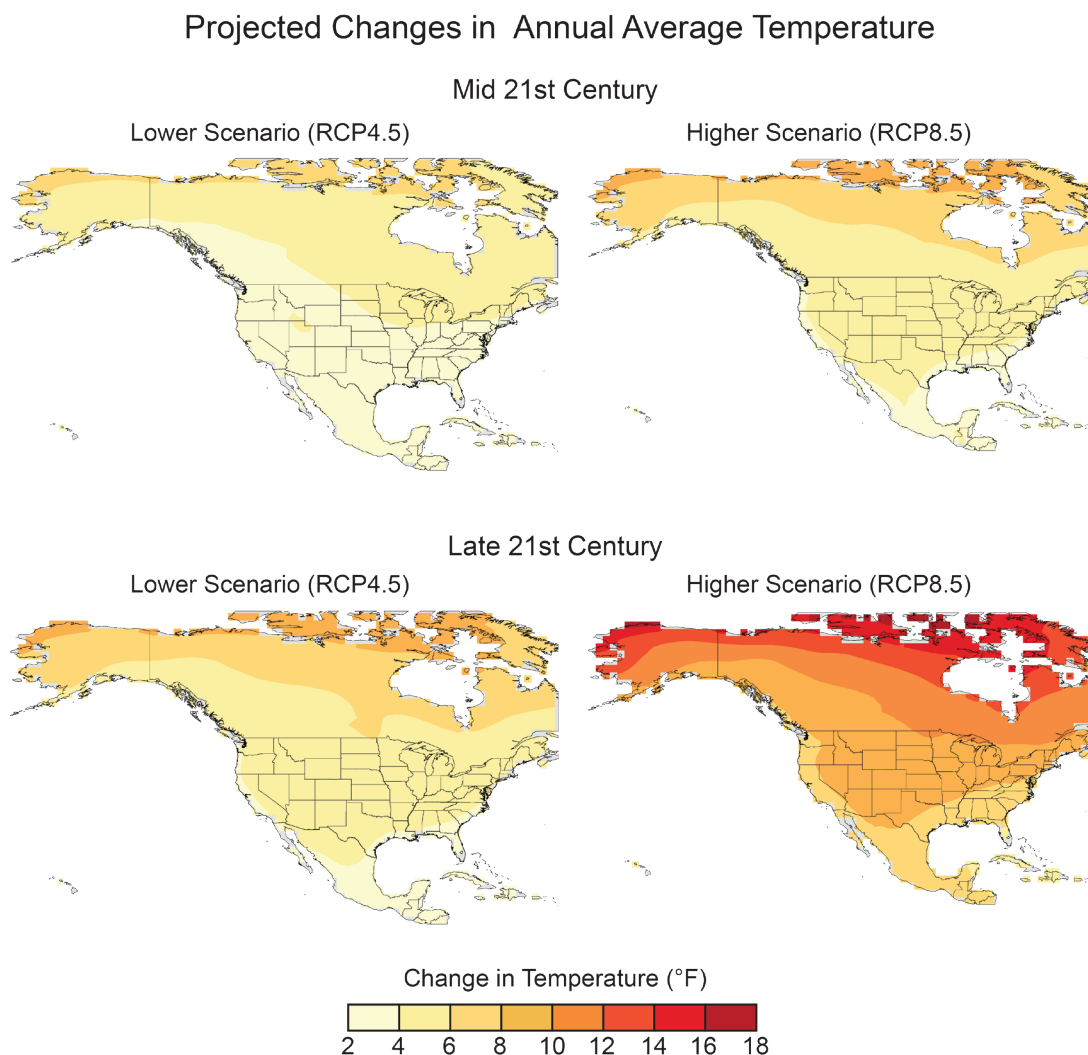 Projected Changes in  Annual Average Temperature
Mid 21st Century
Lower Scenario (RCP4.5)
Higher Scenario (RCP8.5)
Late 21st Century
Lower Scenario (RCP4.5)
Higher Scenario (RCP8.5)
Change in Temperature (°F)
2 4 6 8 10 12 14 16 18